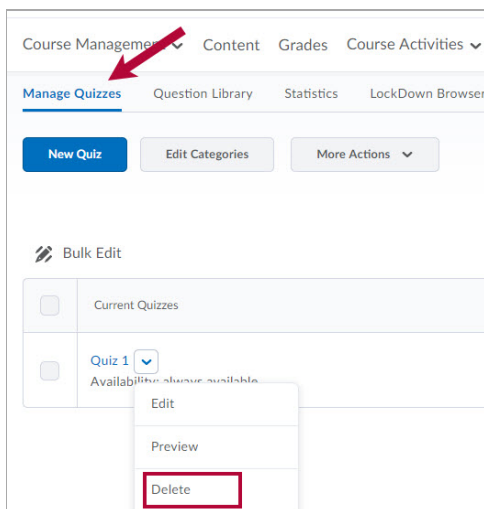 Course Management Content Grades Course Activities
Manage Quizzes Question Library Statistics LockDown Browser
New Quiz Edit Categories More Actions
Bulk Edit
Current Quizzes
Quiz 1
Availability: always available
Edit
Preview
Delete